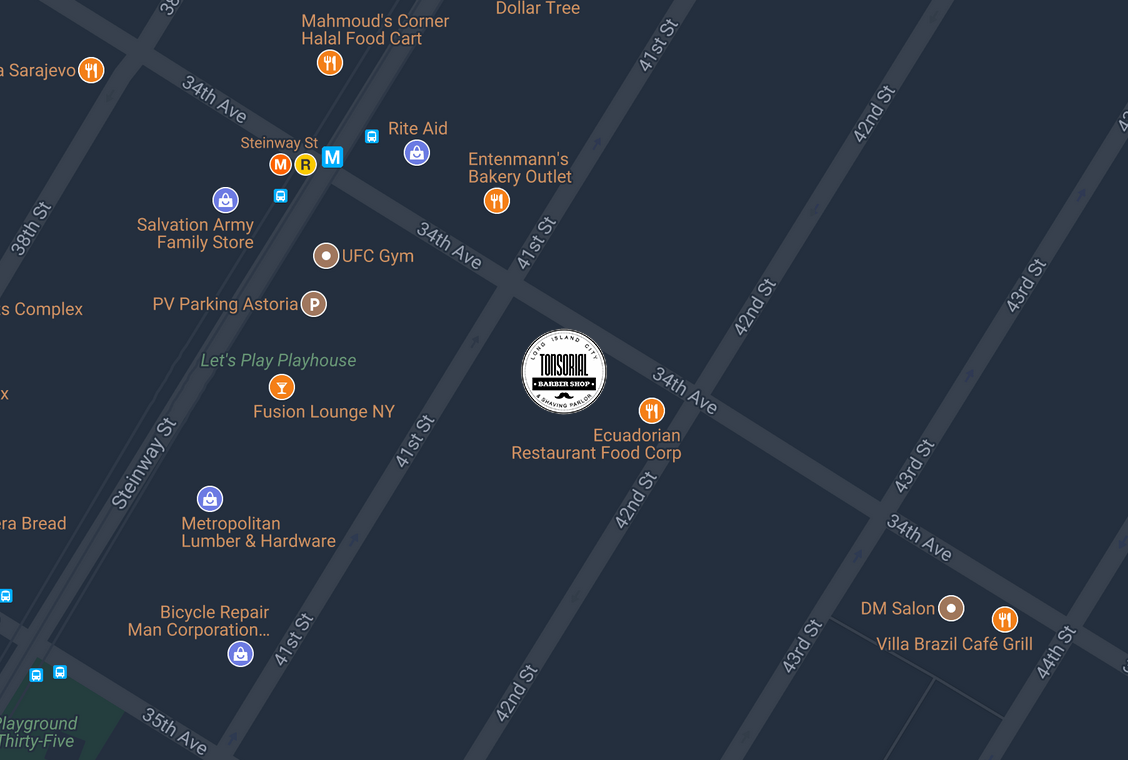 Dollar Tree
38
Mahmoud's Corner
Halal Food Cart
41st St
a Sarajevo
34th Ave
42nd St
42
Rite Aid
Steinway St
M R M
Entenmann's
Bakery Outlet
Salvation Army
Family Store
38th St
34th Ave
41st St
UFC Gym
43rd St
PV Parking Astoria P
42nd St
s Complex
LONG ISLAND CITY
TONSORIAL
BARBER SHOP
& SHAVING PARLOR
Let's Play Playhouse
x
34th Ave
Fusion Lounge NY
41st St
Ecuadorian
Restaurant Food Corp
Steinway St
43rd St
42nd St
era Bread
Metropolitan
Lumber & Hardware
34th Ave
Bicycle Repair
Man Corporation...
DM Salon
41st St
43rd St
Villa Brazil Café Grill
44th St
42nd St
Playground
Thirty-Five
35th Ave